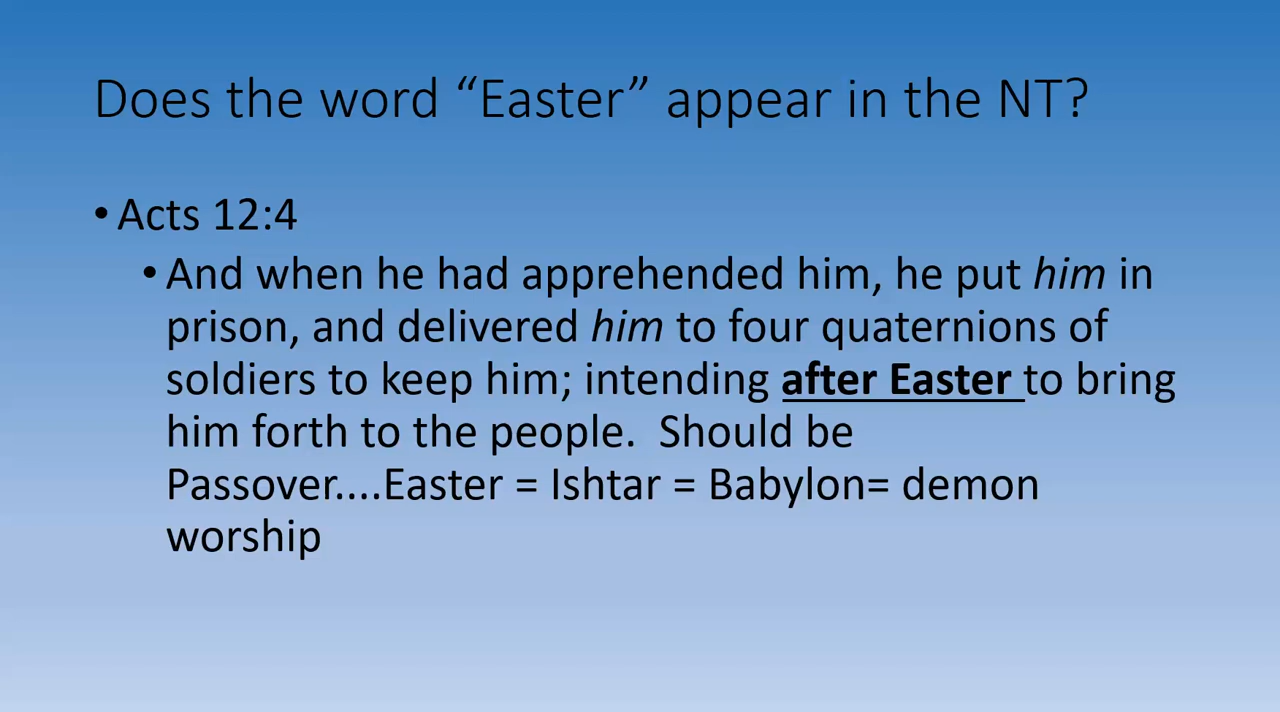 Does the word “Easter” appear in the NT?
• Acts 12:4
• And when he had apprehended him, he put him in
prison, and delivered him to four quaternions of
soldiers to keep him; intending after Easter to bring
him forth to the people.  Should be
Passover....Easter = Ishtar = Babylon= demon
worship